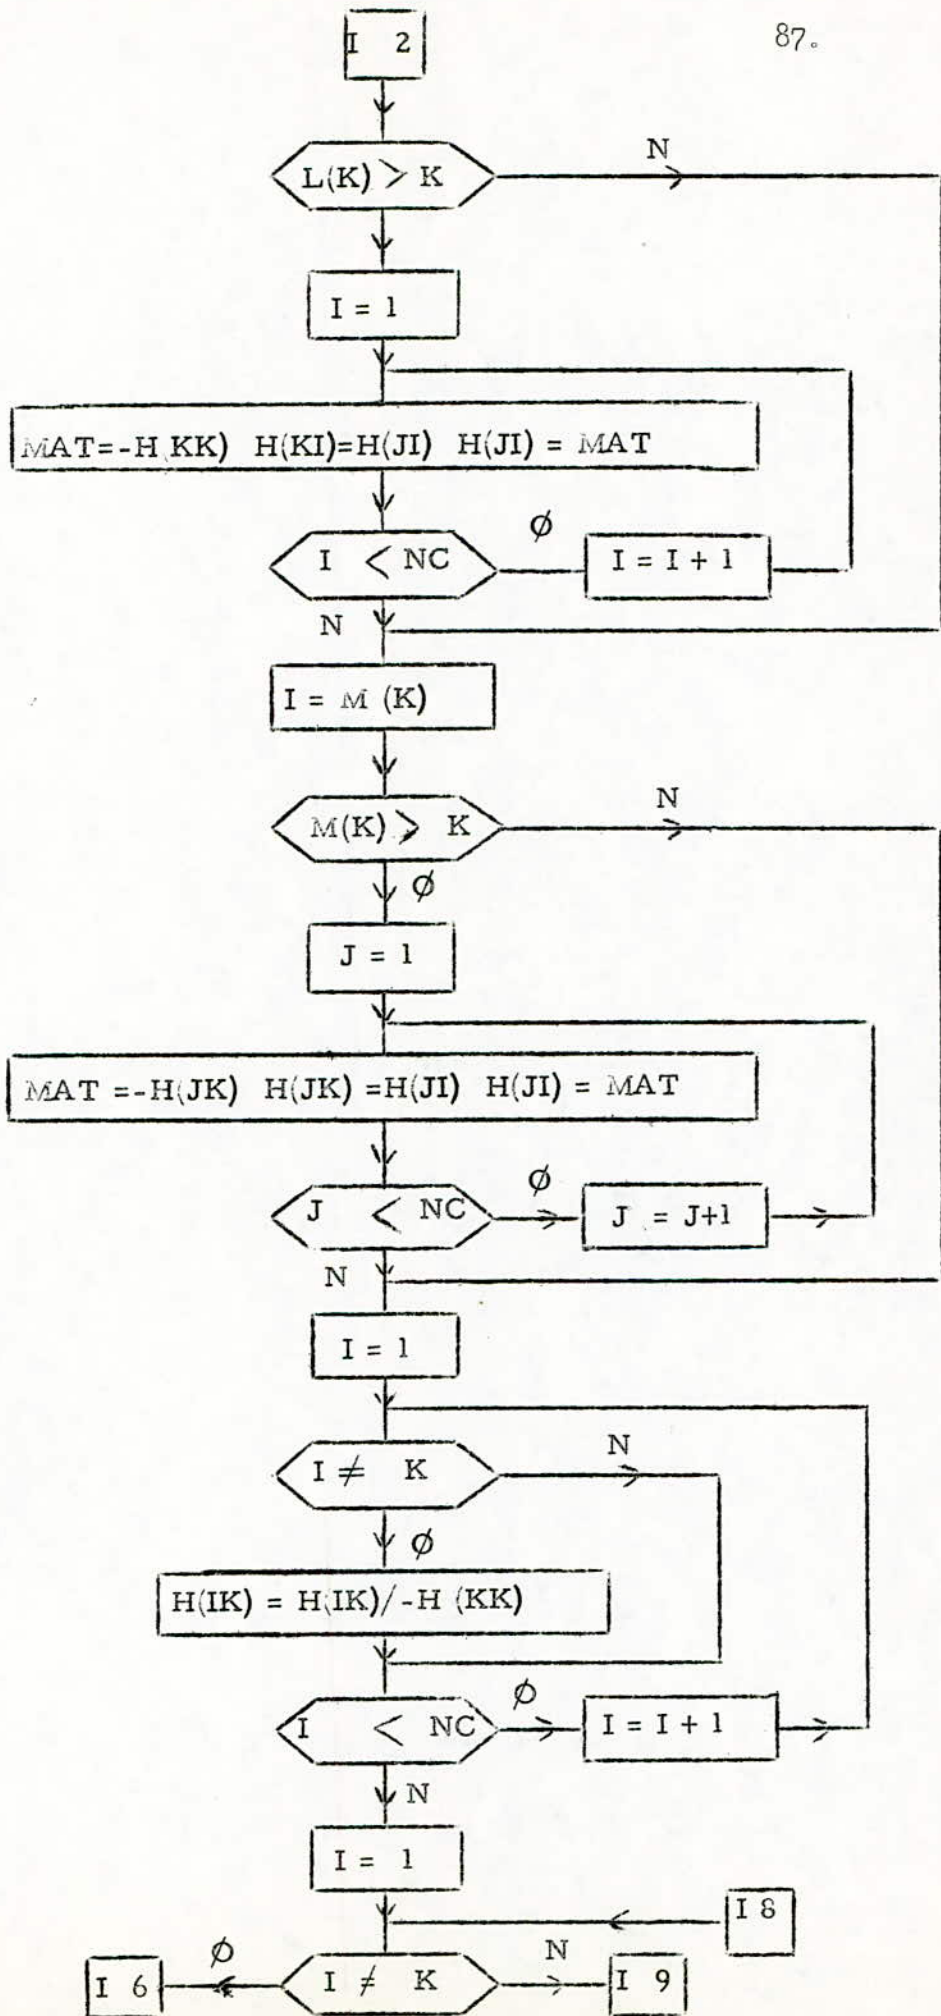 87.
I 2
L(K) > K
N
I = 1
MAT=-H(KK) H(KI)=H(JI) H(JI) = MAT
I < NC
Ø
I = I + 1
N
I = M (K)
M(K) > K
N
Ø
J = 1
MAT =-H(JK) H(JK) =H(JI) H(JI) = MAT
J < NC
Ø
J = J+1
N
I = 1
I ≠ K
N
Ø
H(IK) = H(IK)/-H (KK)
I < NC
Ø
I = I + 1
N
I = 1
I 8
I 6
Ø
I ≠ K
N
I 9